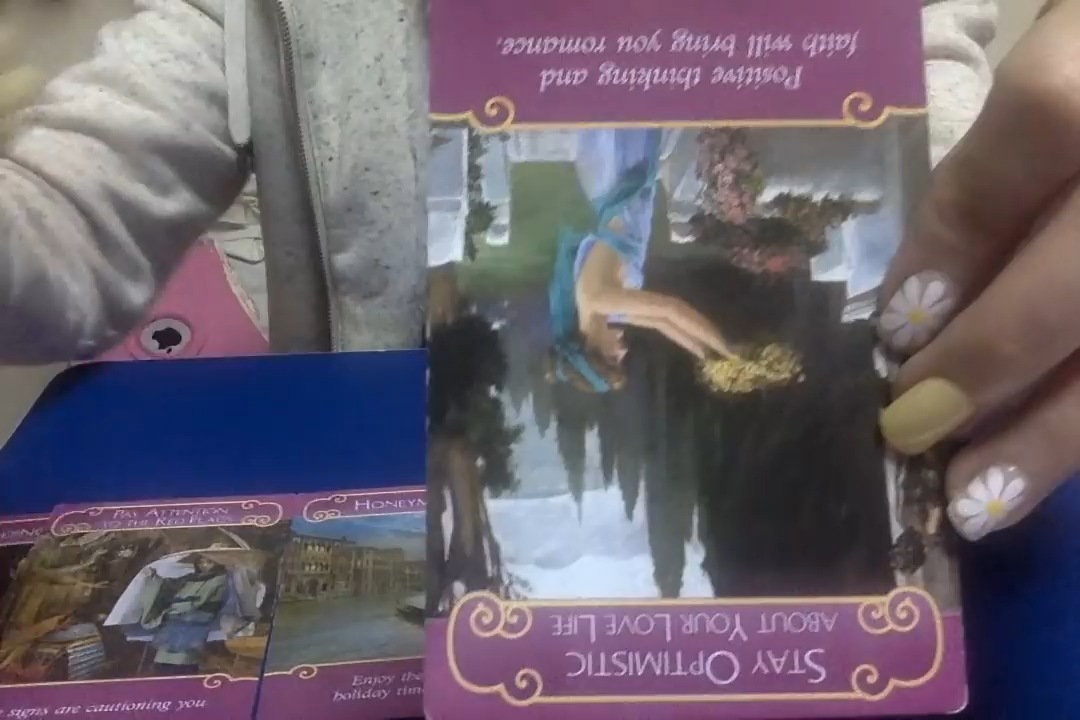 STAY OPTIMISTIC
ABOUT YOUR LOVE LIFE
Positive thinking and
faith will bring you romance.
PAY ATTENTION
TO THE RED FLAGS
signs are cautioning you
HONEYM
Enjoy the
holiday tim